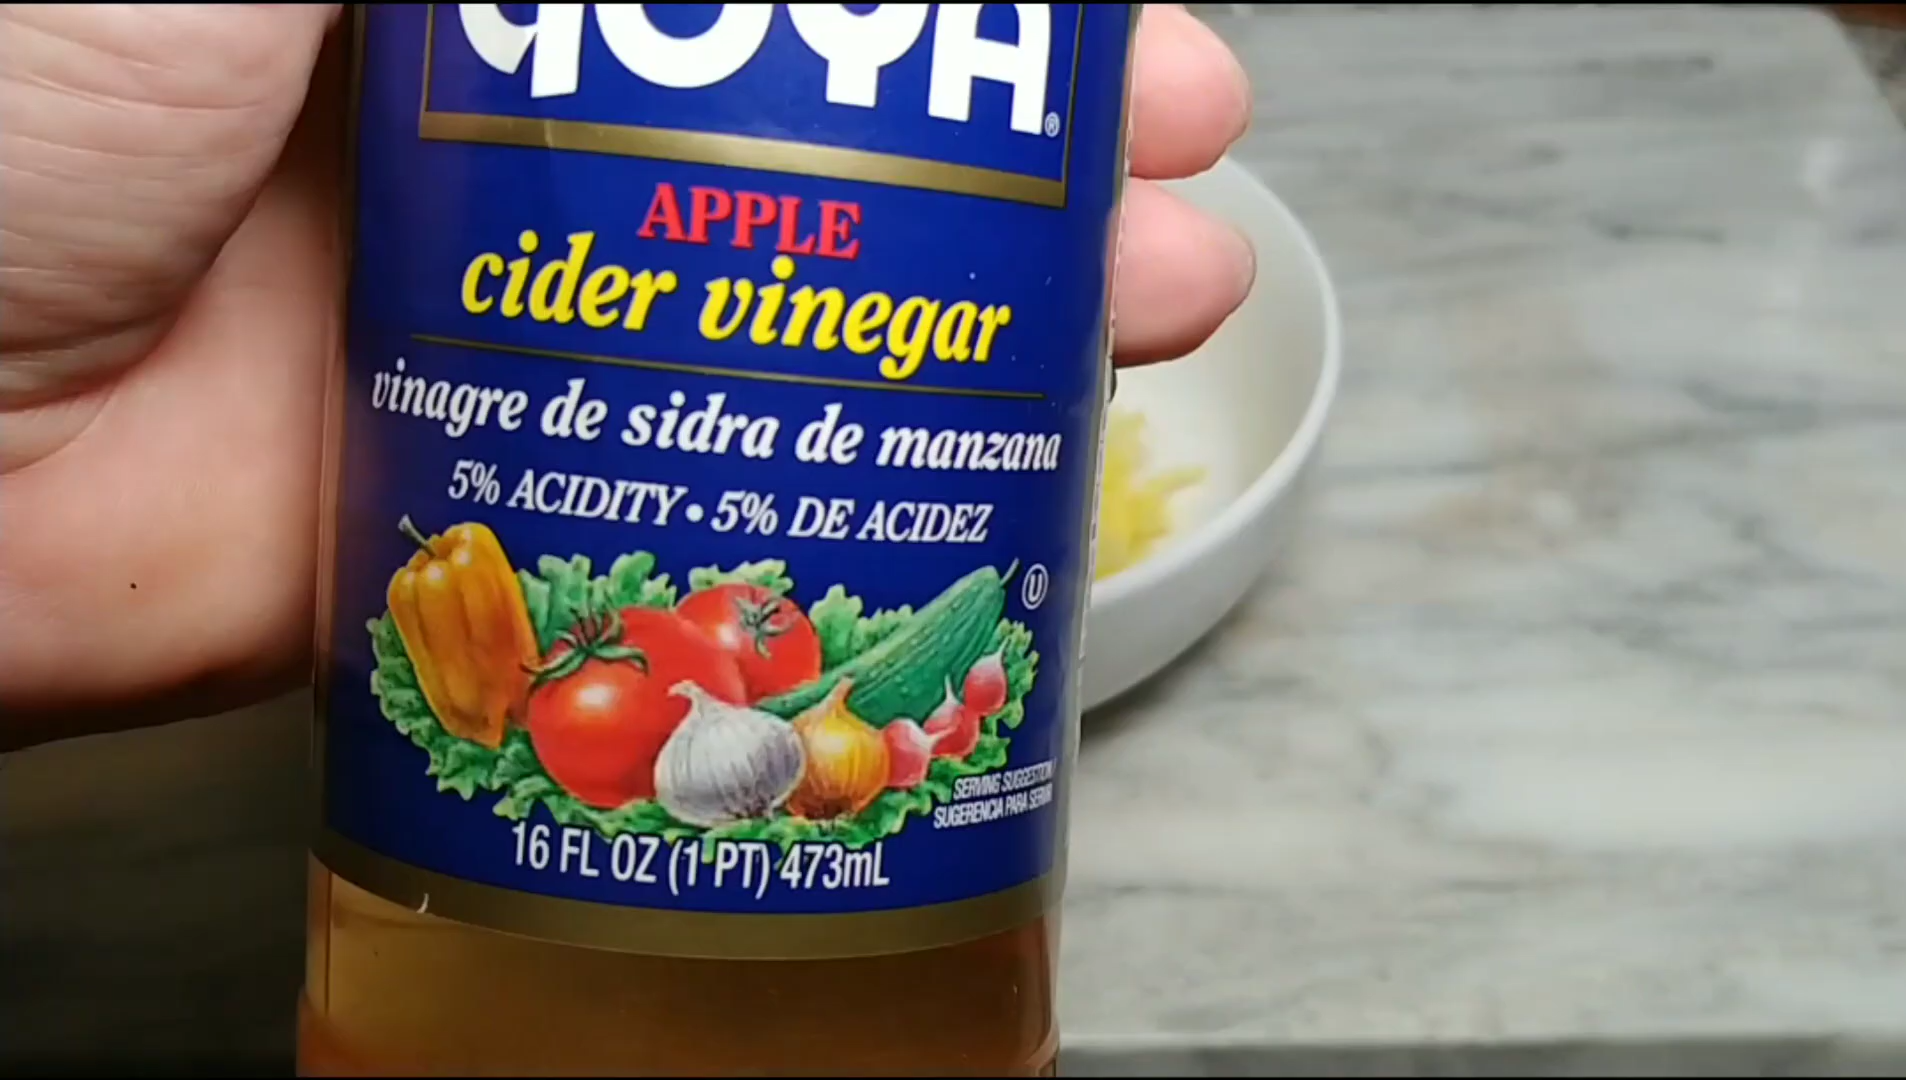 GOYA®
APPLE
cider vinegar
vinagre de sidra de manzana
5% ACIDITY • 5% DE ACIDEZ
Ⓤ
SERVING SUGGESTION/
SUGERENCIA PARA SERVIR
16 FL OZ (1 PT) 473mL